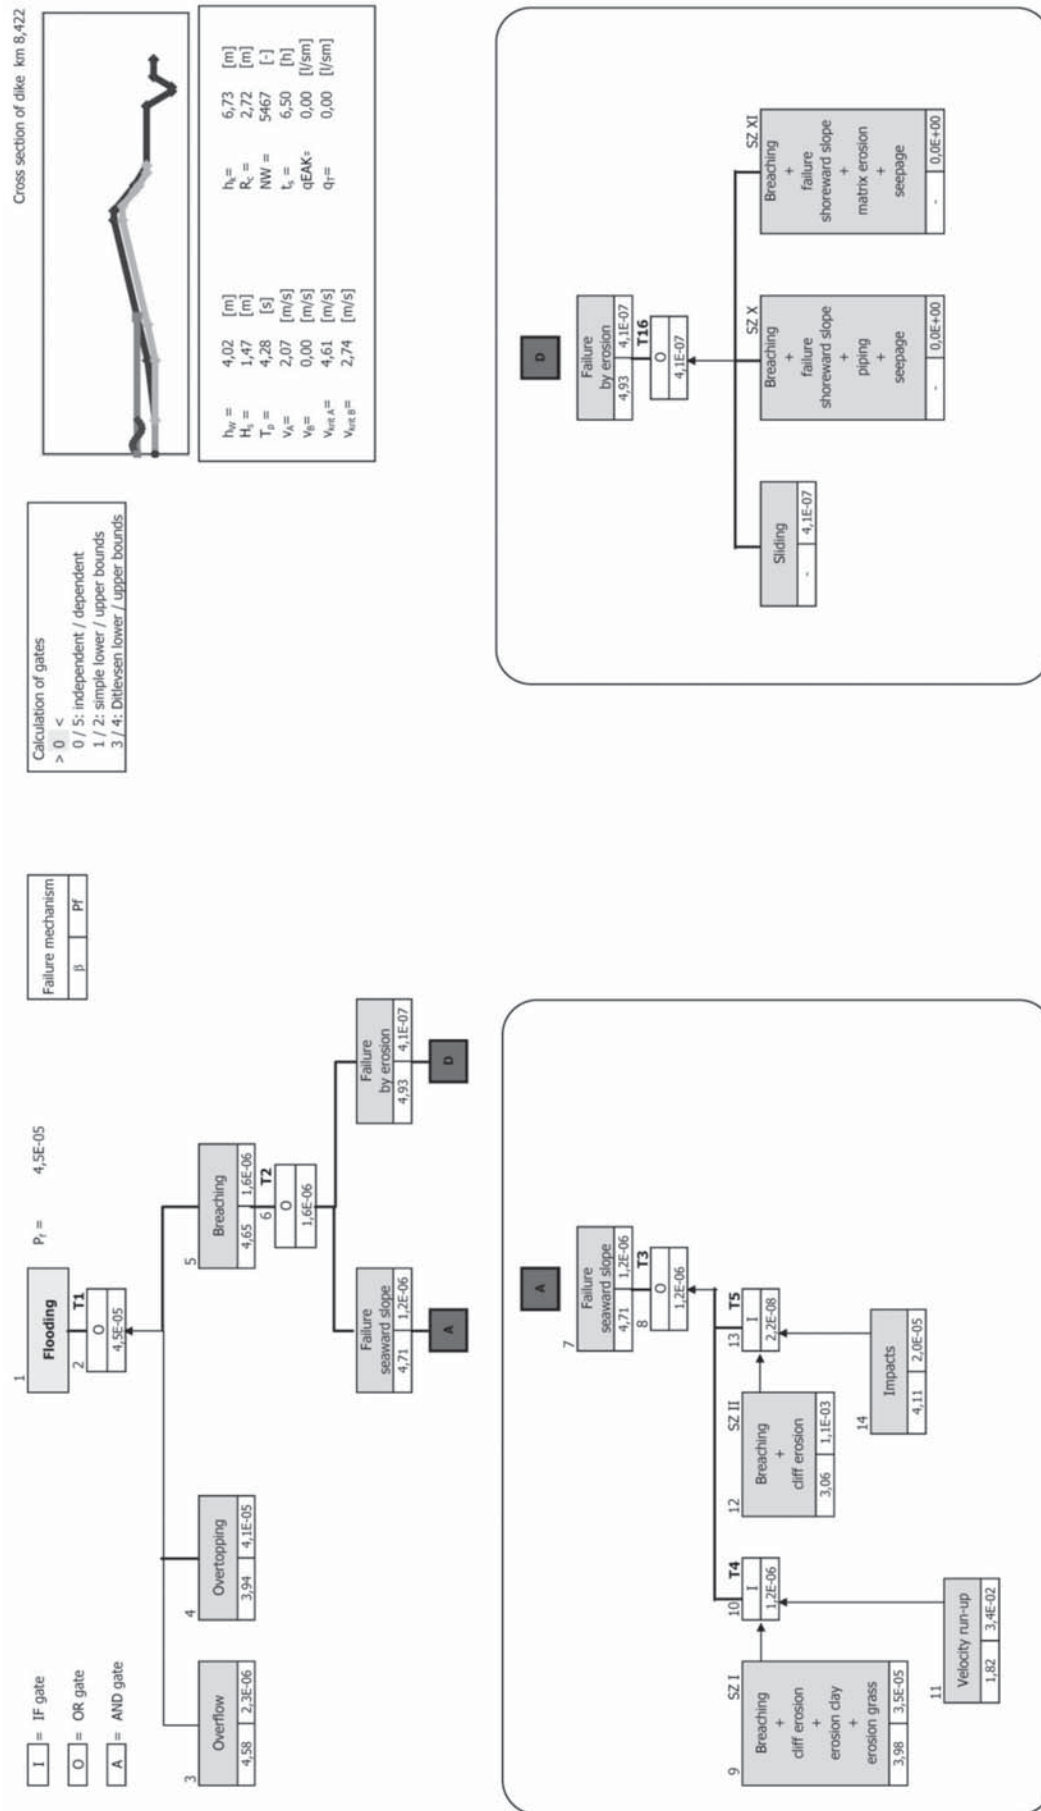 I = IF gate
O = OR gate
A = AND gate
1
Flooding
Pf = 4,5E-05
2
T1
O
4,5E-05
Failure mechanism
β Pf
3
Overflow
4,58 2,3E-06
4
Overtopping
3,94 4,1E-05
5
Breaching
4,65 1,6E-06
6
T2
O
1,6E-06
Failure
seaward slope
4,71 1,2E-06
A
Failure
by erosion
4,93 4,1E-07
D
Calculation of gates
> 0 <
0 / 5: independent / dependent
1 / 2: simple lower / upper bounds
3 / 4: Ditlevsen lower / upper bounds
Cross section of dike km 8,422
hW = 4,02 [m] hk= 6,73 [m]
HS = 1,47 [m] RC = 2,72 [m]
Tp = 4,28 [s] NW = 5467 [-]
vA= 2,07 [m/s] ts = 6,50 [h]
vB= 0,00 [m/s] qEAK= 0,00 [l/sm]
vkrit A= 4,61 [m/s] qT= 0,00 [l/sm]
vkrit B= 2,74 [m/s]
A
7
Failure
seaward slope
4,71 1,2E-06
8
T3
O
1,2E-06
9
SZ I
Breaching
+
cliff erosion
+
erosion clay
+
erosion grass
3,98 3,5E-05
10
T4
I
1,2E-06
11
Velocity run-up
1,82 3,4E-02
12
SZ II
Breaching
+
cliff erosion
3,06 1,1E-03
13
T5
I
2,2E-08
14
Impacts
4,11 2,0E-05
D
Failure
by erosion
4,93 4,1E-07
T16
O
4,1E-07
Sliding
- 4,1E-07
SZ X
Breaching
+
failure
shoreward slope
+
piping
+
seepage
- 0,0E+00
SZ XI
Breaching
+
failure
shoreward slope
+
matrix erosion
+
seepage
- 0,0E+00